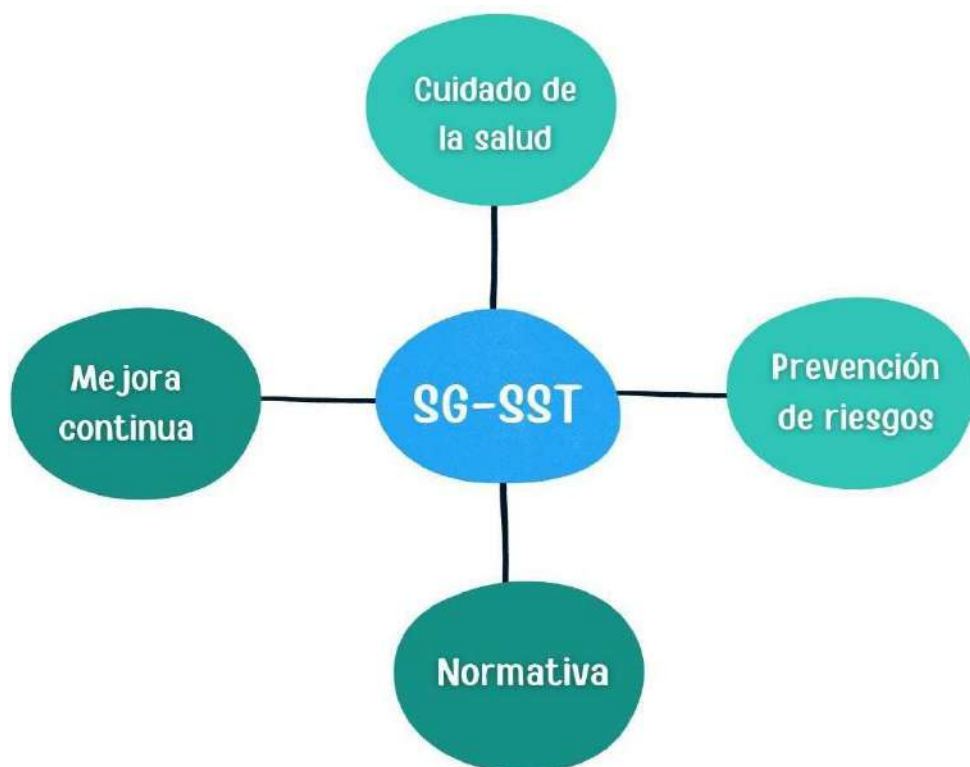 Cuidado de
la salud
Mejora
continua
SG-SST
Prevención
de riesgos
Normativa